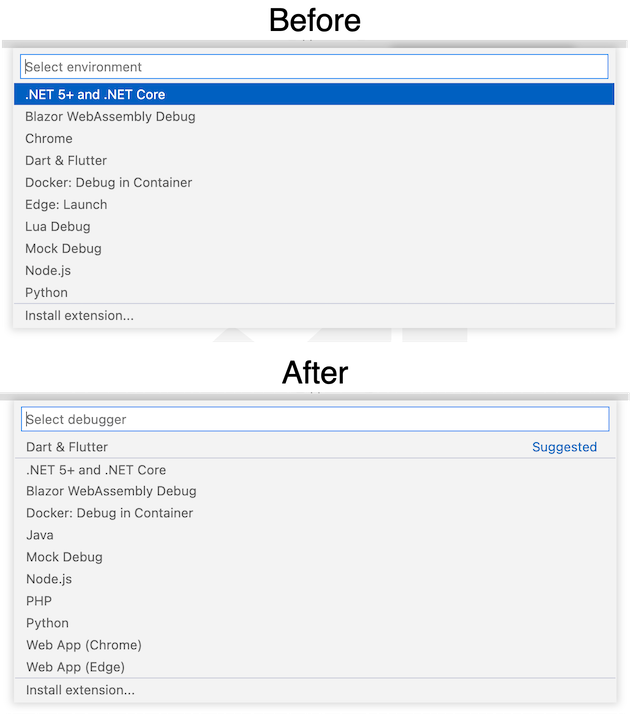 Before
Select environment
.NET 5+ and .NET Core
Blazor WebAssembly Debug
Chrome
Dart & Flutter
Docker: Debug in Container
Edge: Launch
Lua Debug
Mock Debug
Node.js
Python
Install extension...
After
Select debugger
Dart & Flutter Suggested
.NET 5+ and .NET Core
Blazor WebAssembly Debug
Docker: Debug in Container
Java
Mock Debug
Node.js
PHP
Python
Web App (Chrome)
Web App (Edge)
Install extension...